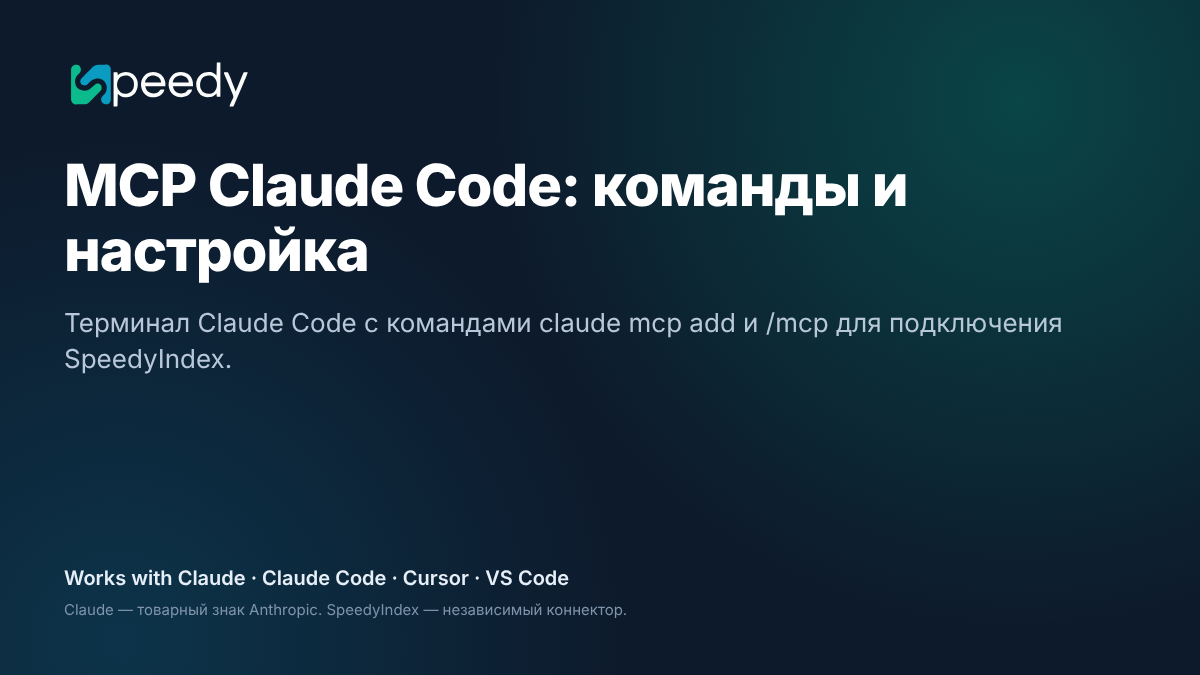 Speedy
MCP Claude Code: команды и
настройка
Терминал Claude Code с командами claude mcp add и /mcp для подключения
SpeedyIndex.
Works with Claude · Claude Code · Cursor · VS Code
Claude — товарный знак Anthropic. SpeedyIndex — независимый коннектор.